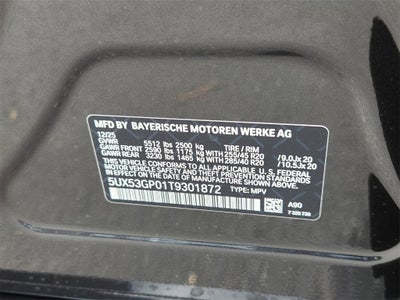 MFD BY BAYERISCHE MOTOREN WERKE AG
12/25
GVWR 5512 lbs 2500 kg TIRE / RIM
GAWR FRONT 2590 lbs 1175 kg WITH 255/45 R20 / 9.0Jx 20
GAWR REAR 3230 lbs 1465 kg WITH 285/40 R20 / 10.5Jx 20
THIS VEHICLE CONFORMS TO ALL APPLICABLE U.S. FEDERAL
MOTOR VEHICLE SAFETY STANDARDS IN EFFECT ON THE
DATE OF MANUFACTURE SHOWN ABOVE.
5UX53GP01T9301872 TYPE: MPV
A90